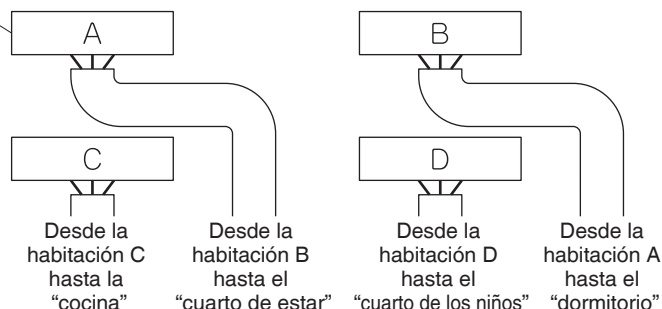 A
B
C
D
Desde la
habitación C
hasta la
“cocina”
Desde la
habitación B
hasta el
“cuarto de estar”
Desde la
habitación D
hasta el
“cuarto de los niños”
Desde la
habitación A
hasta el
“dormitorio”